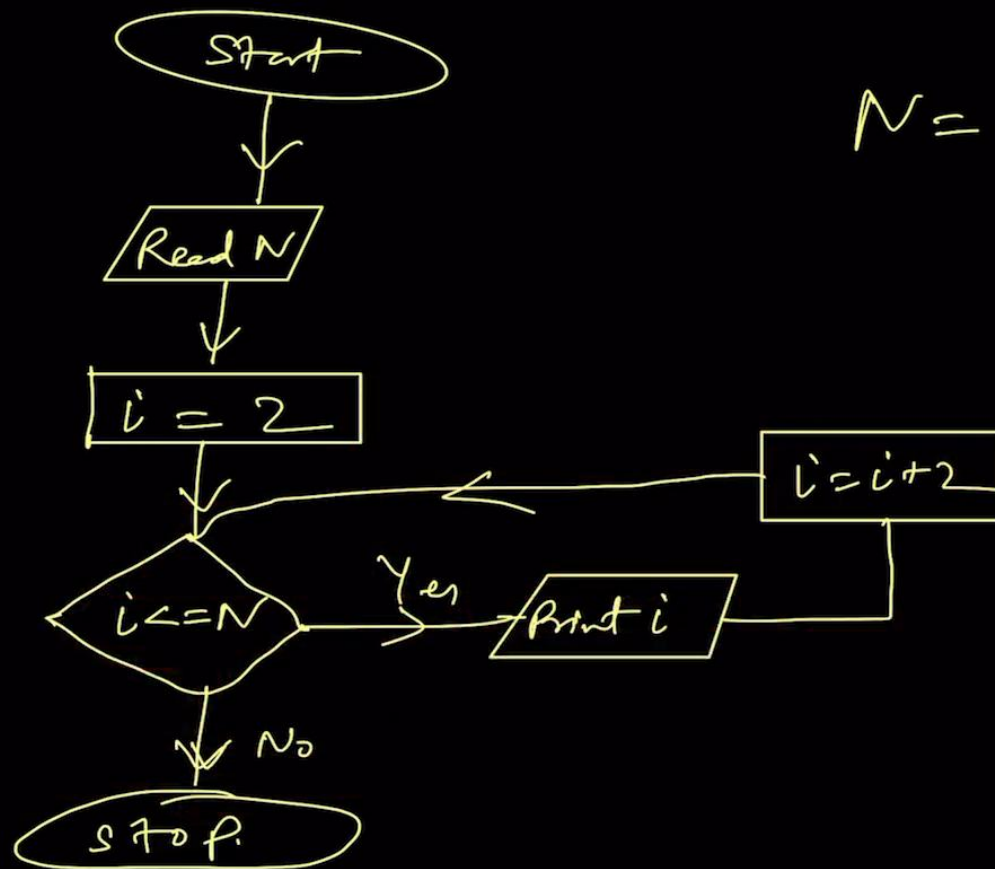 Start
N =
Read N
i = 2
i = i+2
i <= N
Yes
Print i
No
stop.